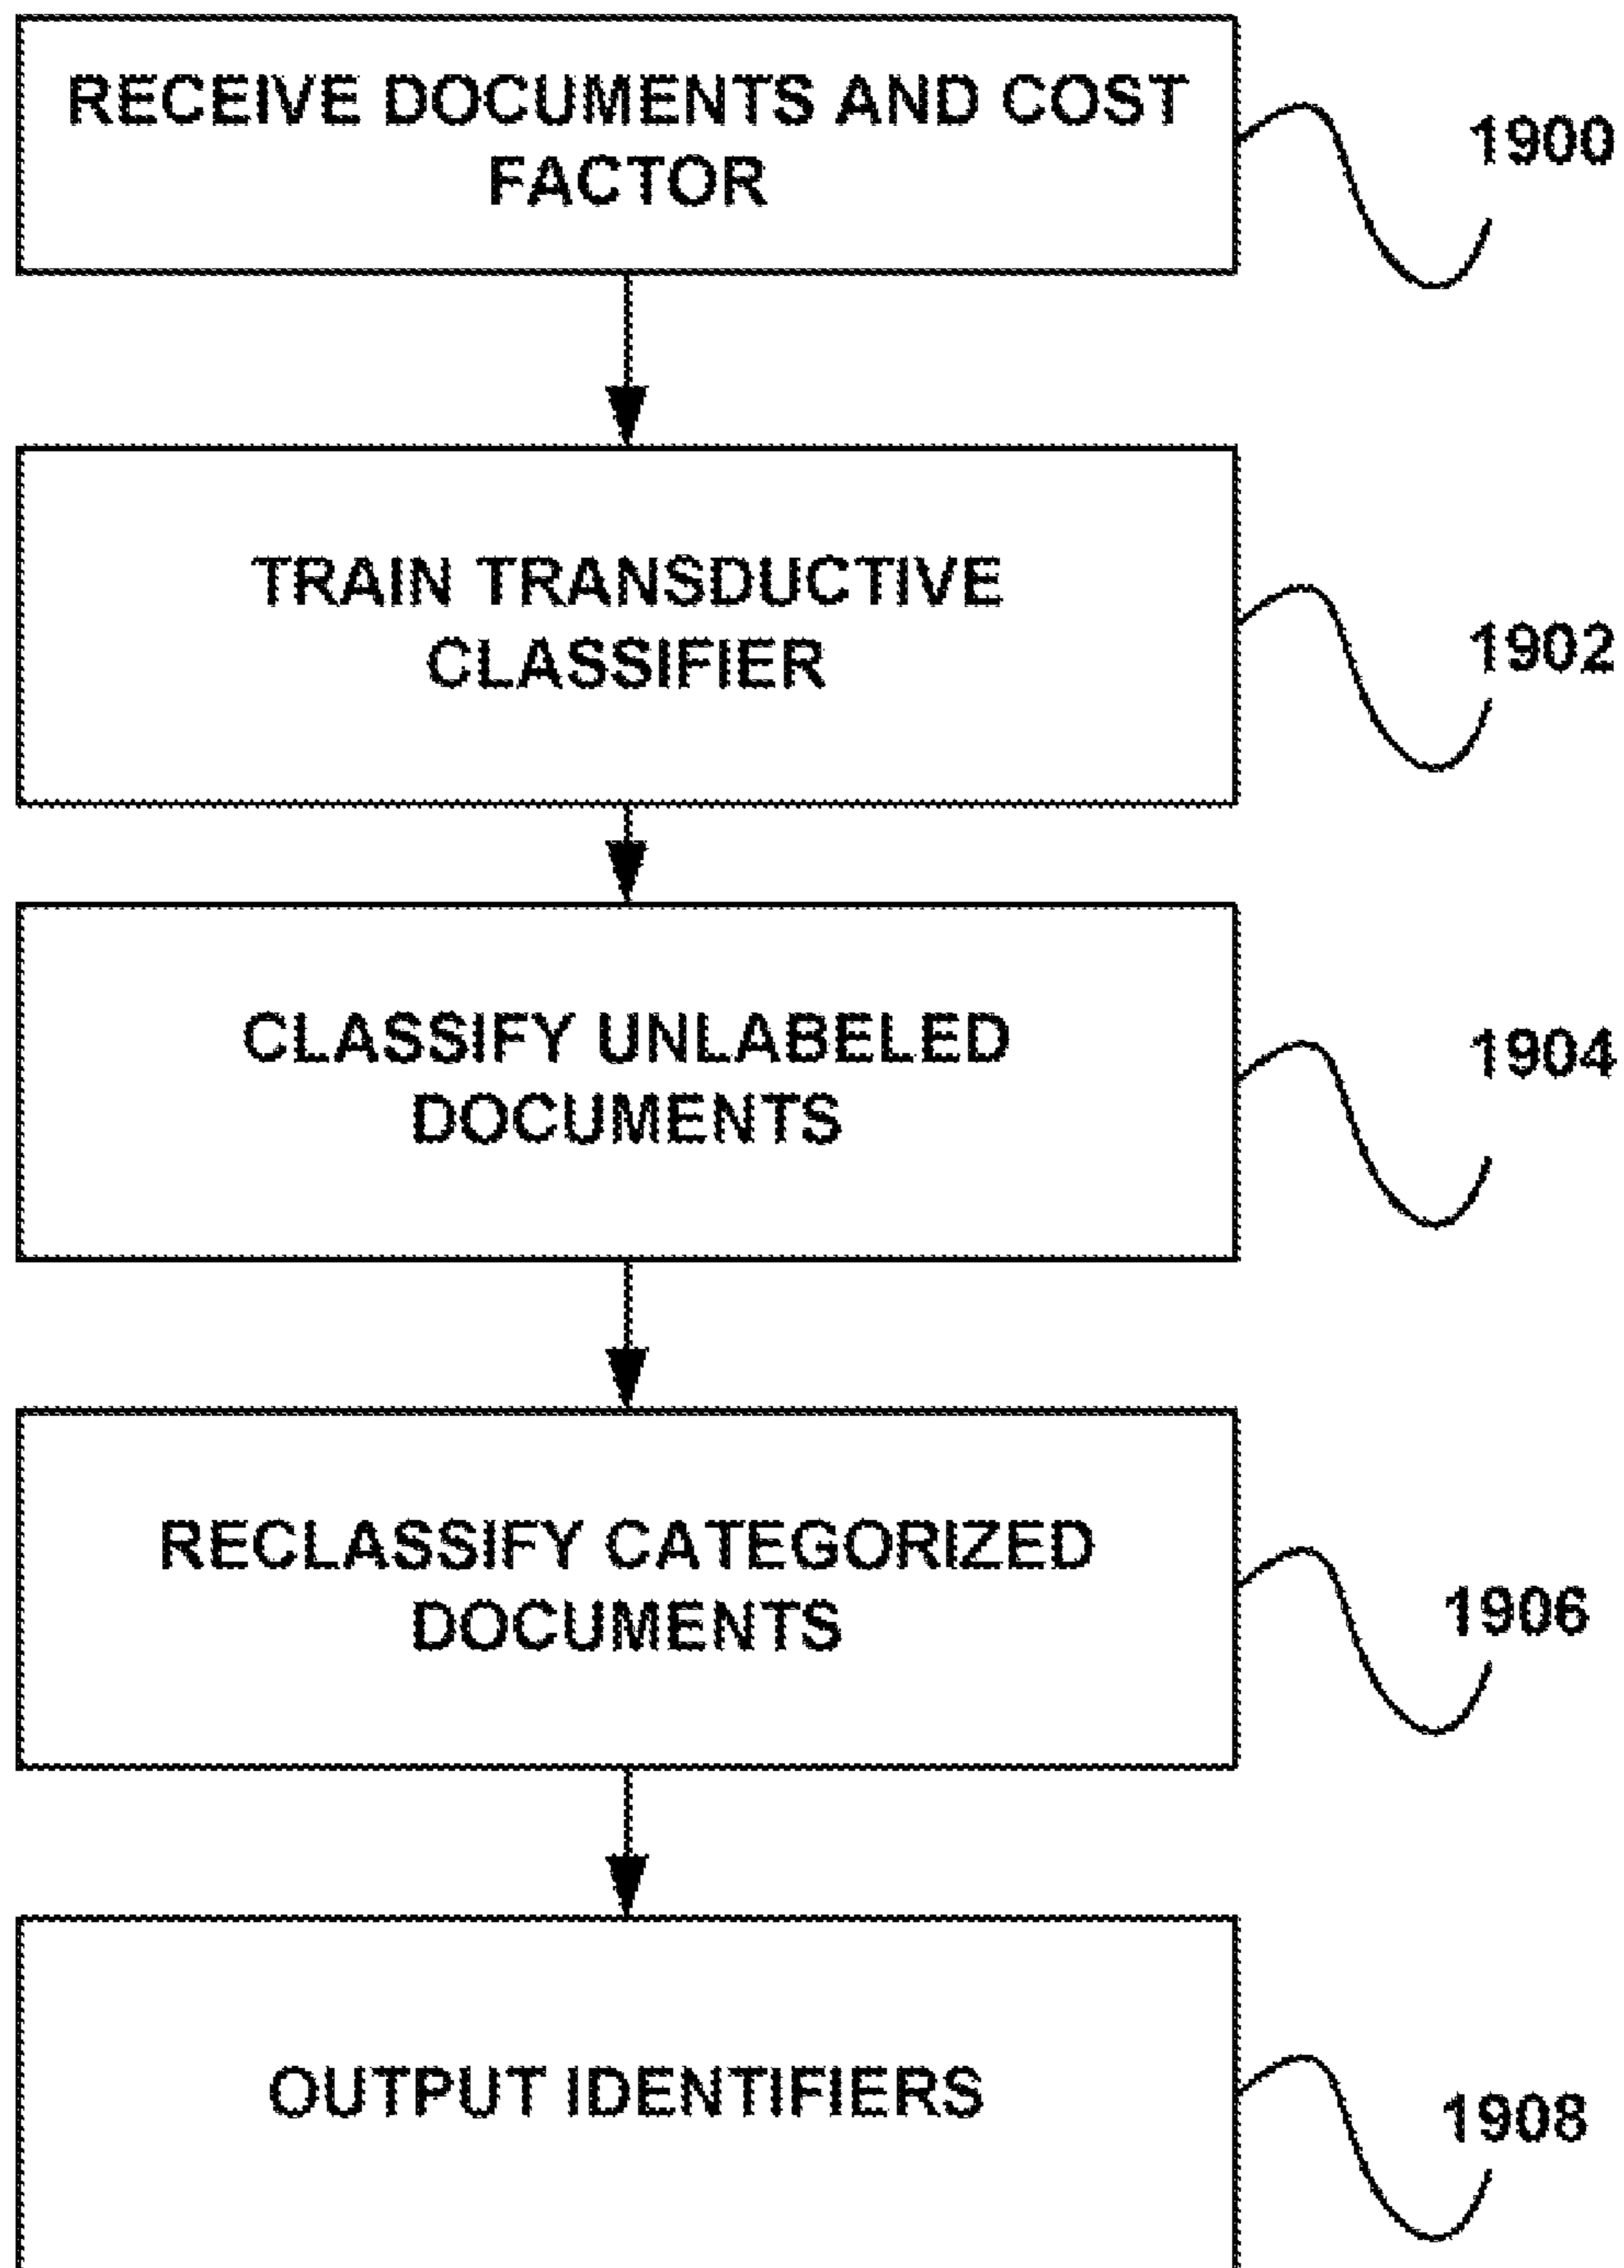 RECEIVE DOCUMENTS AND COST
FACTOR
1900
TRAIN TRANSDUCTIVE
CLASSIFIER
1902
CLASSIFY UNLABELED
DOCUMENTS
1904
RECLASSIFY CATEGORIZED
DOCUMENTS
1906
OUTPUT IDENTIFIERS
1908